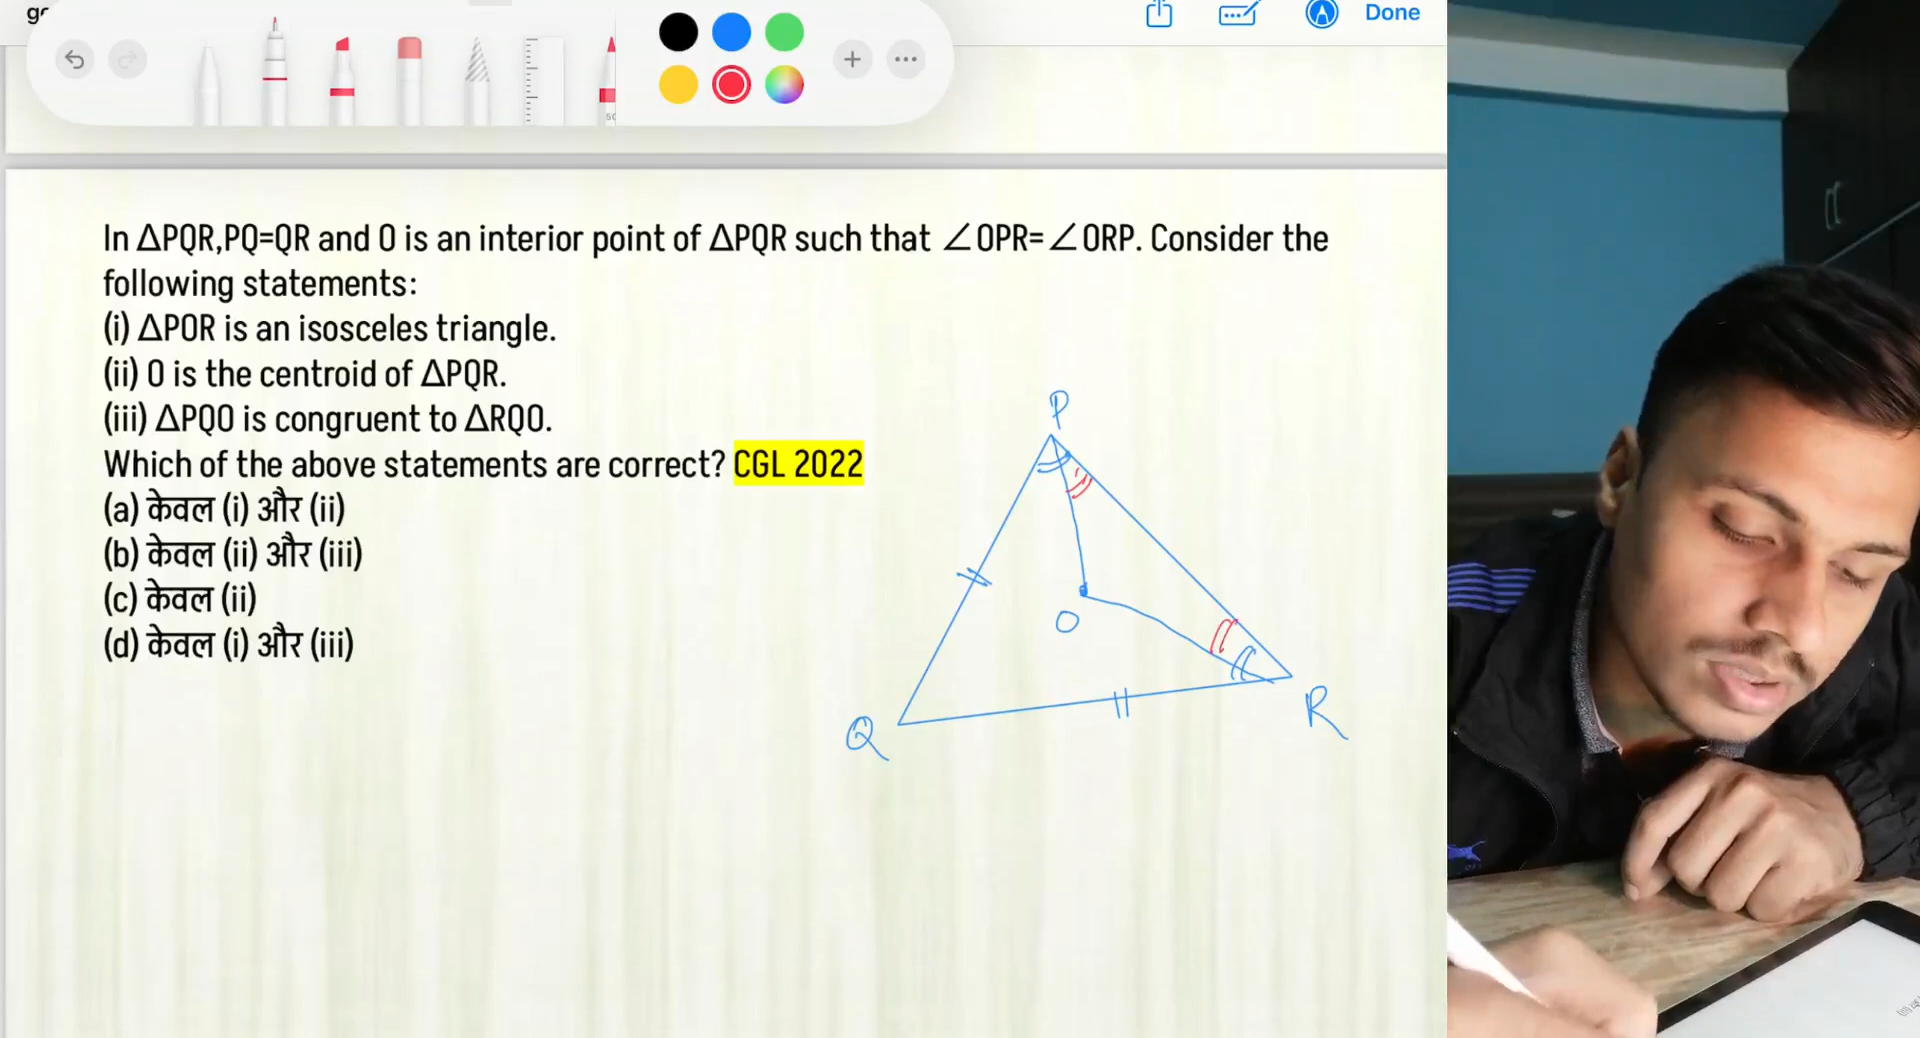 Done
In ΔPQR,PQ=QR and O is an interior point of ΔPQR such that ∠OPR=∠ORP. Consider the
following statements:
(i) ΔPOR is an isosceles triangle.
(ii) O is the centroid of ΔPQR.
(iii) ΔPQO is congruent to ΔRQO.
Which of the above statements are correct? CGL 2022
(a) केवल (i) और (ii)
(b) केवल (ii) और (iii)
(c) केवल (ii)
(d) केवल (i) और (iii)
P
O
Q
R